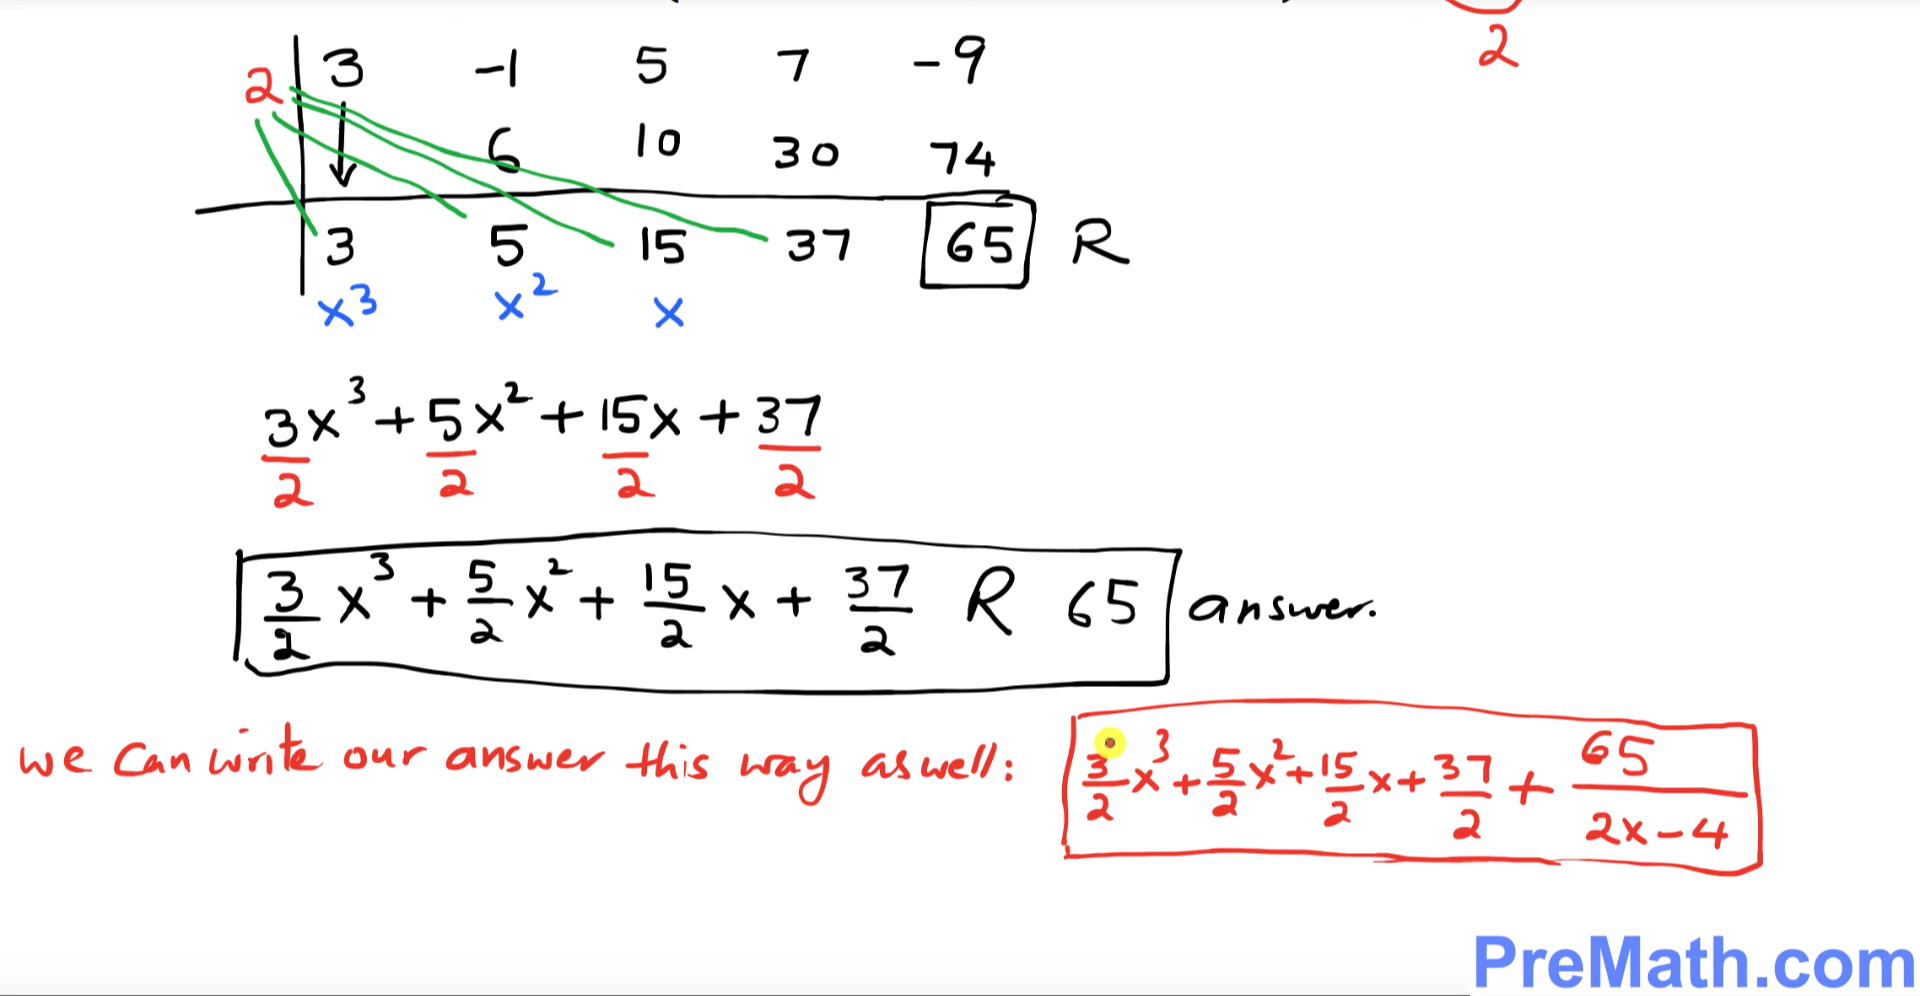 2
2 3 -1 5 7 -9
6 10 30 74
3 5 15 37 65 R
x³ x² x
3x³ + 5x² + 15x + 37
2 2 2 2
3/2 x³ + 5/2 x² + 15/2 x + 37/2 R 65 answer.
we can write our answer this way as well: 3/2 x³ + 5/2 x² + 15/2 x + 37/2 + 65/2x-4
PreMath.com